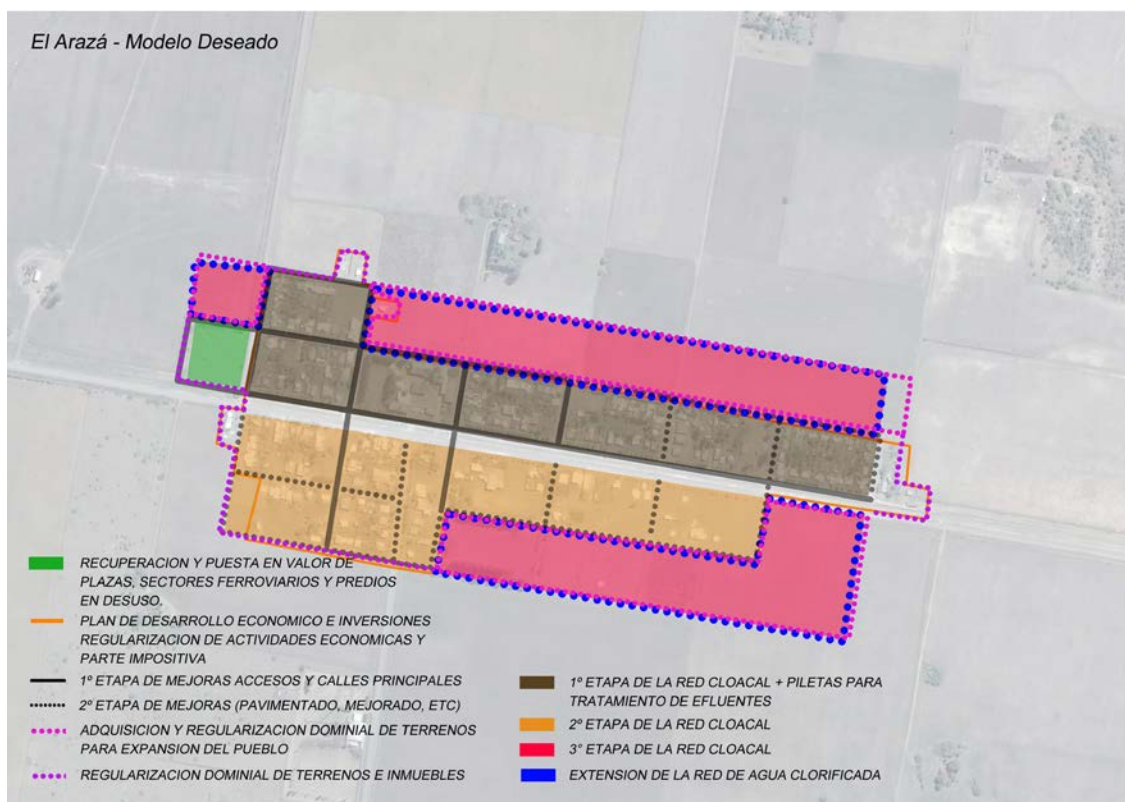 El Arazá - Modelo Deseado
RECUPERACION Y PUESTA EN VALOR DE
PLAZAS, SECTORES FERROVIARIOS Y PREDIOS
EN DESUSO.
PLAN DE DESARROLLO ECONOMICO E INVERSIONES
REGULARIZACION DE ACTIVIDADES ECONOMICAS Y
PARTE IMPOSITIVA
1º ETAPA DE MEJORAS ACCESOS Y CALLES PRINCIPALES
2º ETAPA DE MEJORAS (PAVIMENTADO, MEJORADO, ETC)
ADQUISICION Y REGULARIZACION DOMINIAL DE TERRENOS
PARA EXPANSION DEL PUEBLO
REGULARIZACION DOMINIAL DE TERRENOS E INMUEBLES
1º ETAPA DE LA RED CLOACAL + PILETAS PARA
TRATAMIENTO DE EFLUENTES
2º ETAPA DE LA RED CLOACAL
3° ETAPA DE LA RED CLOACAL
EXTENSION DE LA RED DE AGUA CLORIFICADA